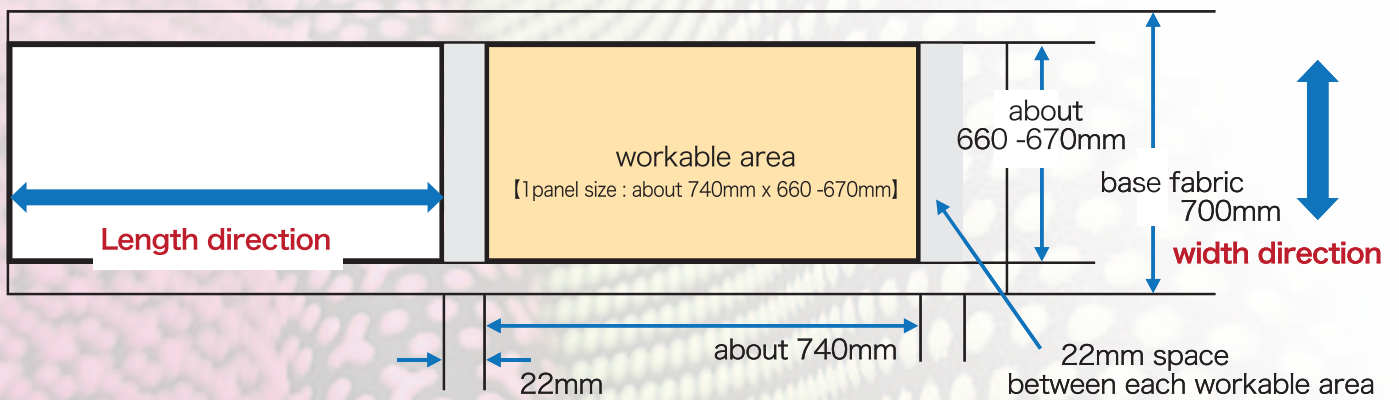 workable area
【1panel size : about 740mm x 660 -670mm】
Length direction
about
660 -670mm
base fabric
700mm
width direction
about 740mm
22mm
22mm space
between each workable area